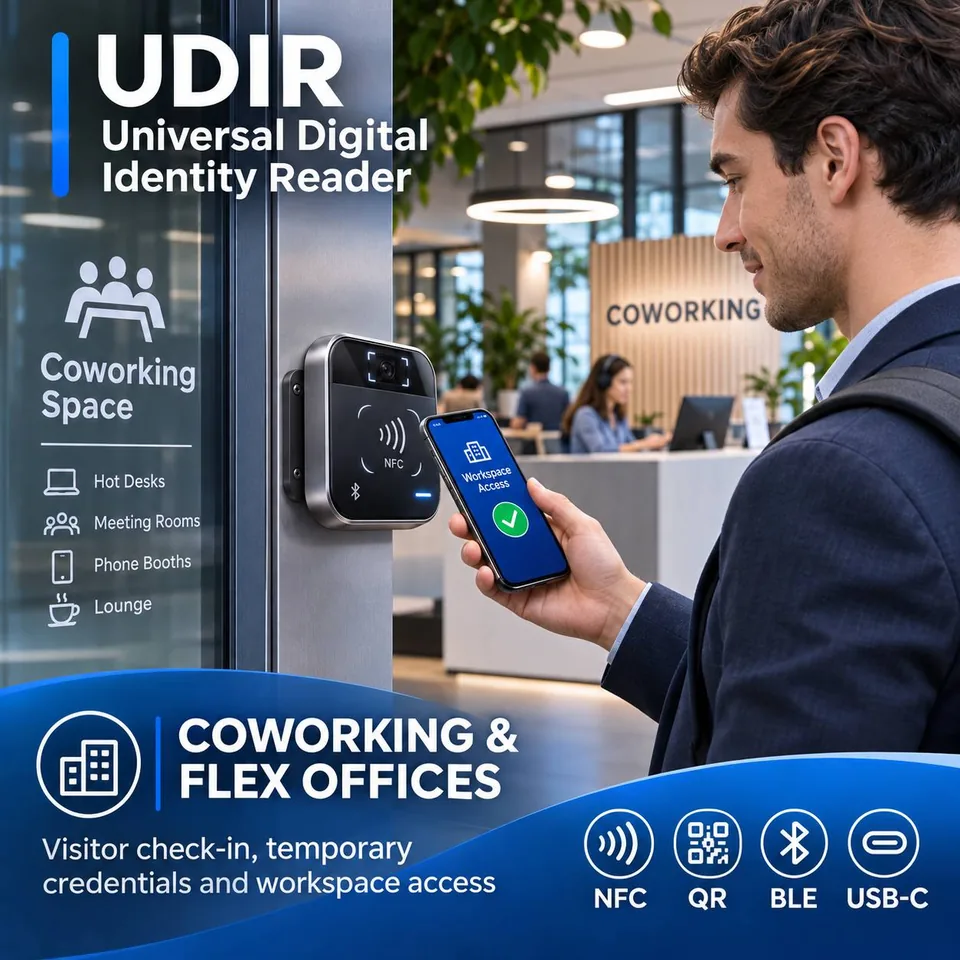 UDIR
Universal Digital
Identity Reader
Coworking
Space
Hot Desks
Meeting Rooms
Phone Booths
Lounge
NFC
Workspace
Access
COWORKING
COWORKING &
FLEX OFFICES
Visitor check-in, temporary
credentials and workspace access
NFC
QR
BLE
USB-C